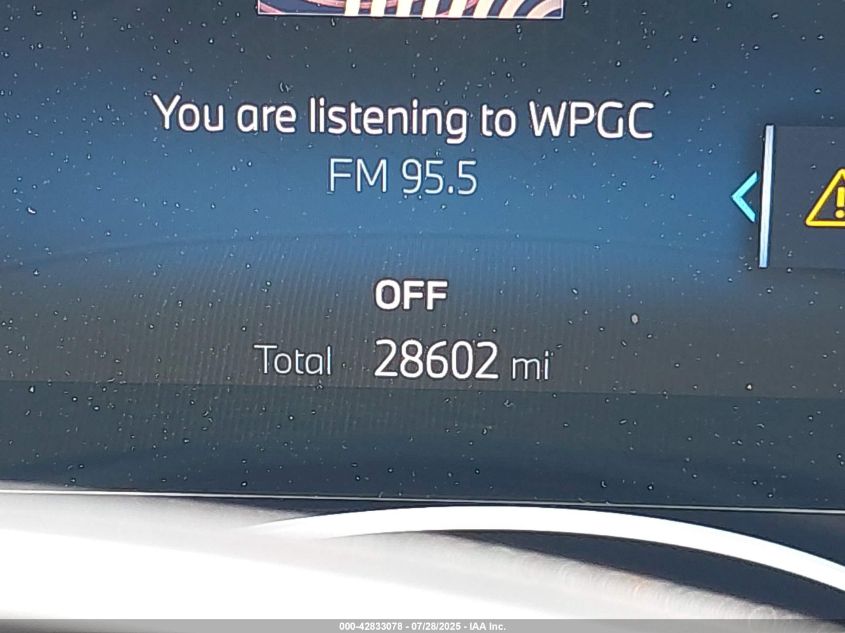 You are listening to WPGC
FM 95.5
OFF
Total 28602 mi
000-42833078 - 07/28/2025 - IAA Inc.